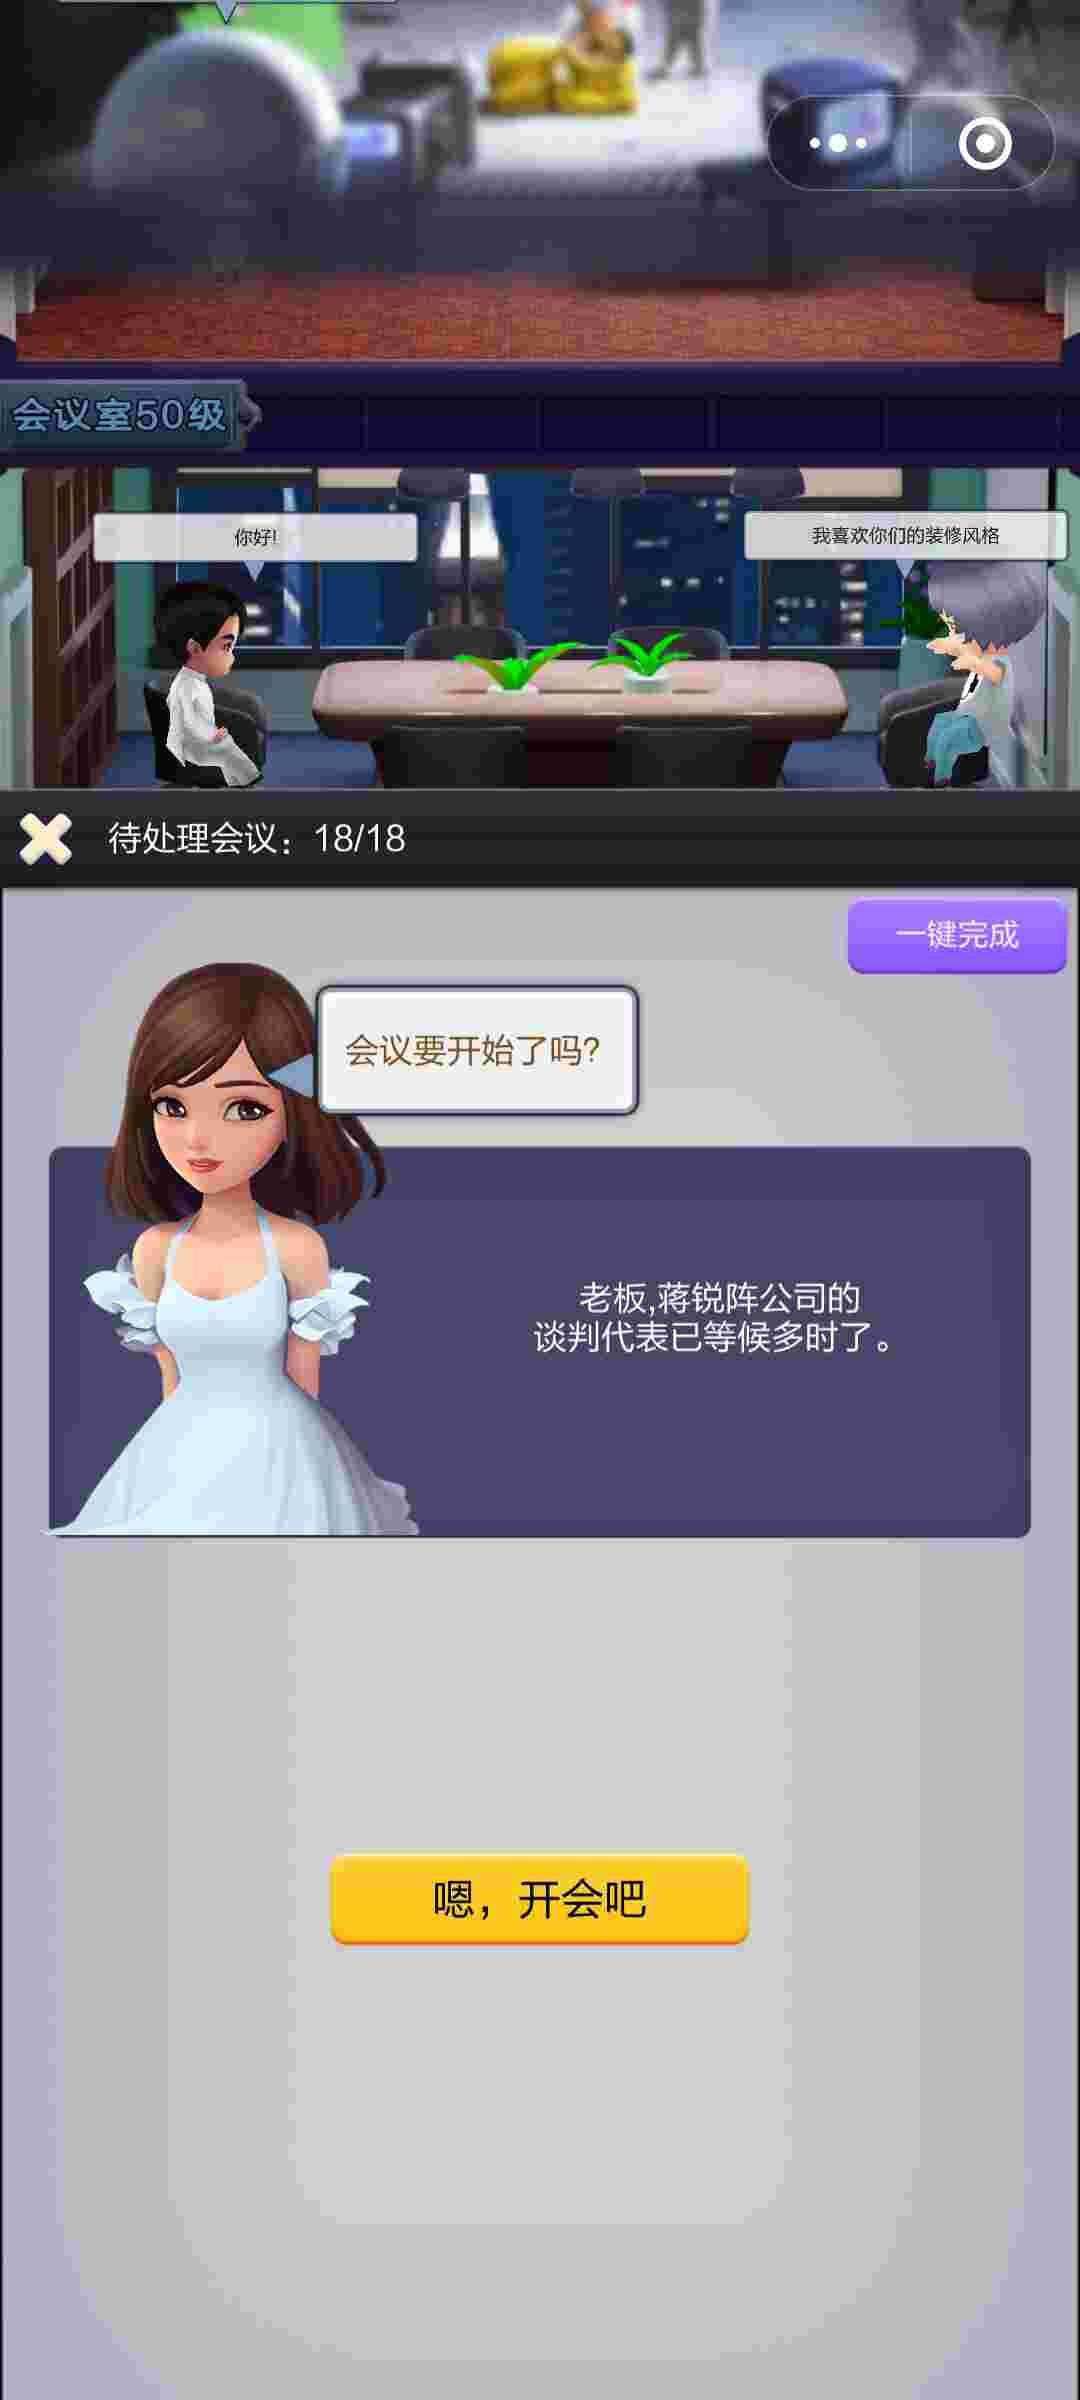 会议室50级
你好!
我喜欢你们的装修风格
待处理会议：18/18
一键完成
会议要开始了吗?
老板,蒋锐阵公司的
谈判代表已等候多时了。
嗯，开会吧